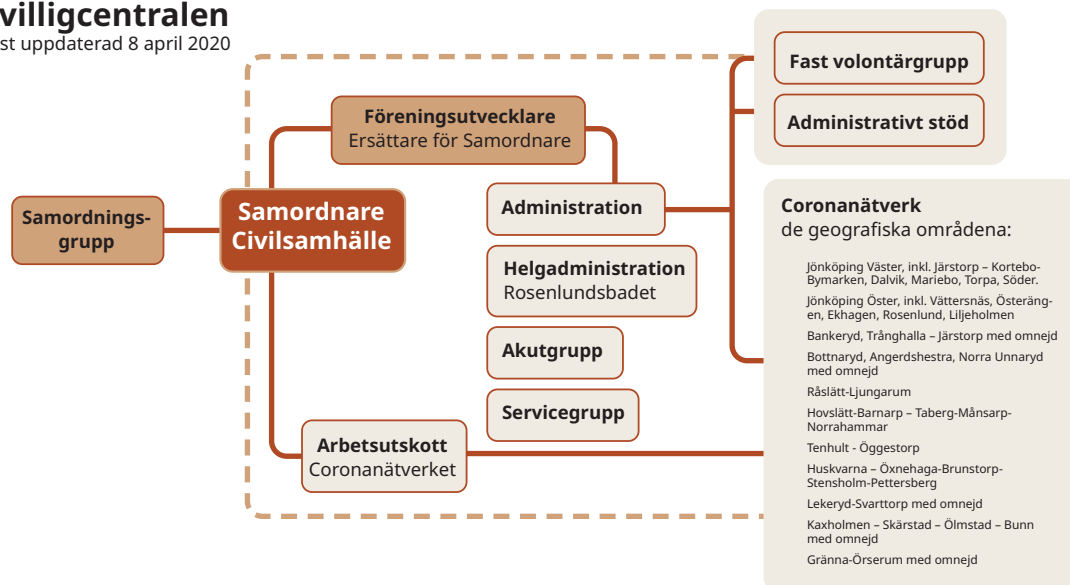 villigcentralen
st uppdaterad 8 april 2020
Fast volontärgrupp
Administrativt stöd
Föreningsutvecklare
Ersättare för Samordnare
Samordnings-
grupp
Samordnare
Civilsamhälle
Administration
Helgadministration
Rosenlundsbadet
Akutgrupp
Servicegrupp
Arbetsutskott
Coronanätverket
Coronanätverk
de geografiska områdena:
Jönköping Väster, inkl. Järstorp – Kortebo-
Bymarken, Dalvik, Mariebo, Torpa, Söder.
Jönköping Öster, inkl. Vättersnäs, Österäng-
en, Ekhagen, Rosenlund, Liljeholmen
Bankeryd, Trånghalla – Järstorp med omnejd
Bottnaryd, Angerdshestra, Norra Unnaryd
med omnejd
Råslätt-Ljungarum
Hovslätt-Barnarp – Taberg-Månsarp-
Norrahammar
Tenhult - Öggestorp
Huskvarna – Öxnehaga-Brunstorp-
Stensholm-Pettersberg
Lekeryd-Svarttorp med omnejd
Kaxholmen – Skärstad – Ölmstad – Bunn
med omnejd
Gränna-Örserum med omnejd